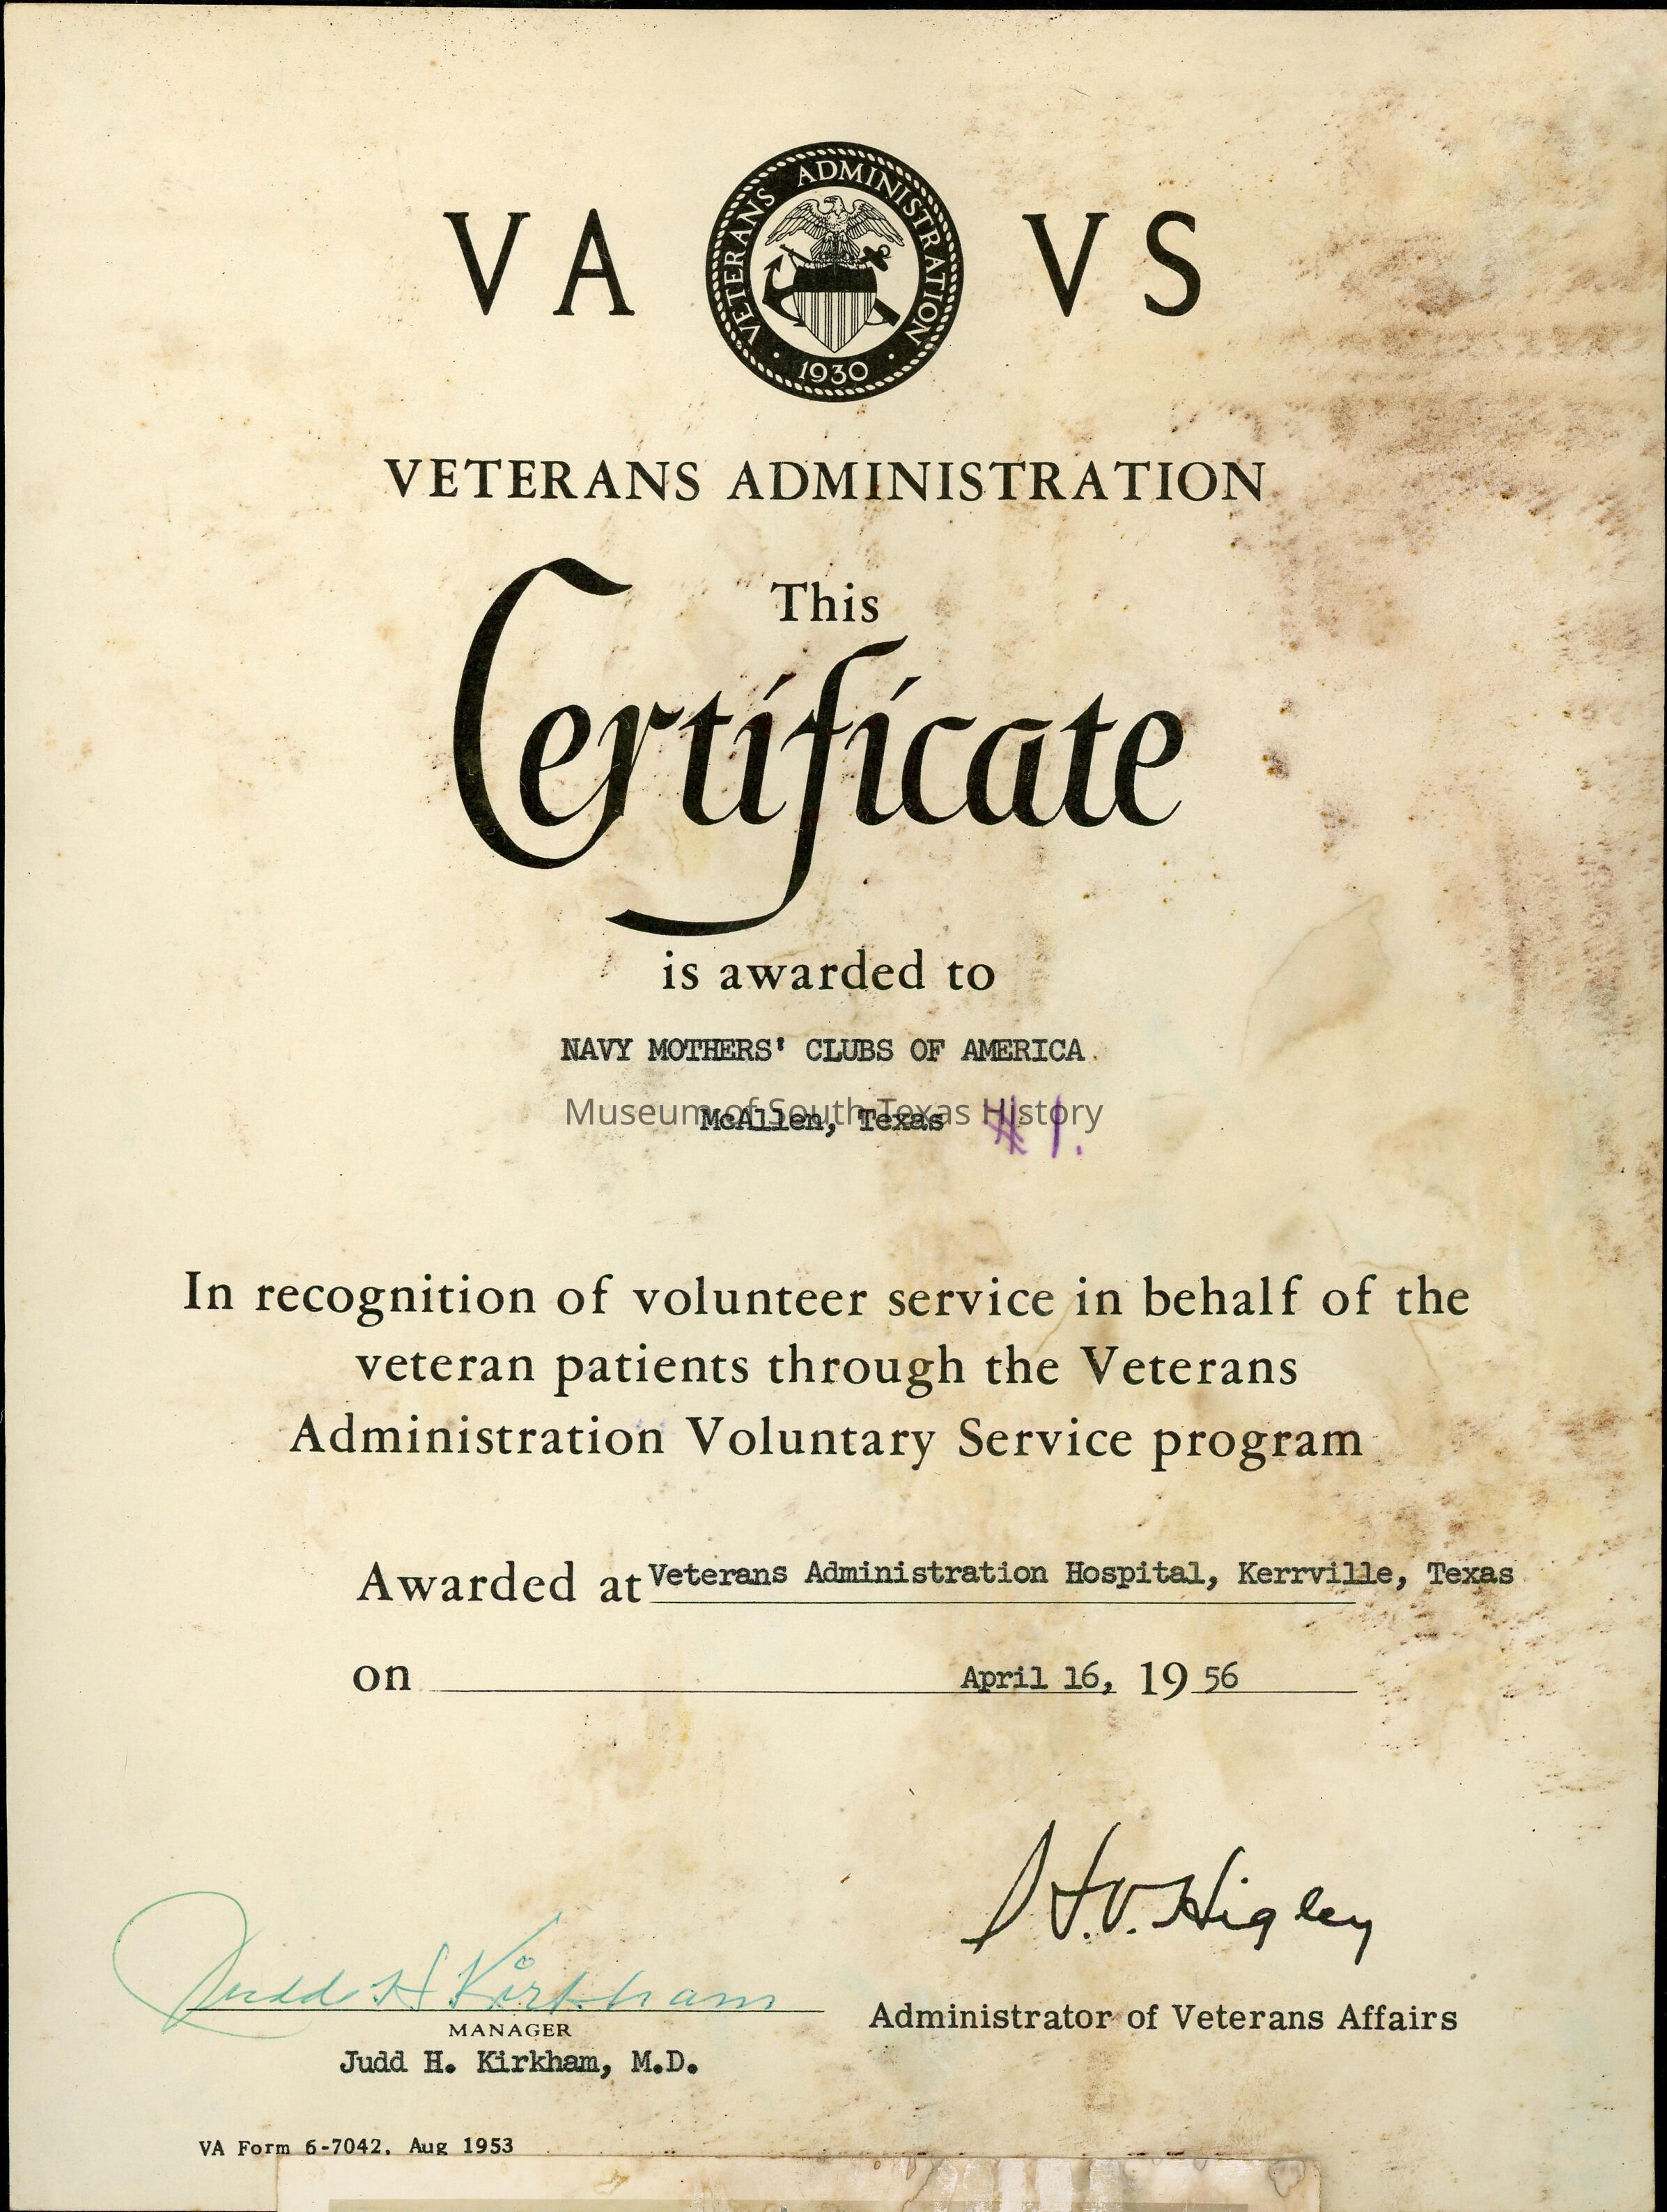 VA VS
VETERANS ADMINISTRATION
1930
VETERANS ADMINISTRATION
This
Certificate
is awarded to
NAVY MOTHERS' CLUBS OF AMERICA.
Museum of South Texas History
McAllen, Texas #1.
In recognition of volunteer service in behalf of the
veteran patients through the Veterans
Administration Voluntary Service program
Awarded at Veterans Administration Hospital, Kerrville, Texas
on April 16, 1956
H.V. Higley
Judd H Kirkham
Administrator of Veterans Affairs
MANAGER
Judd H. Kirkham, M.D.
VA Form 6-7042, Aug 1953